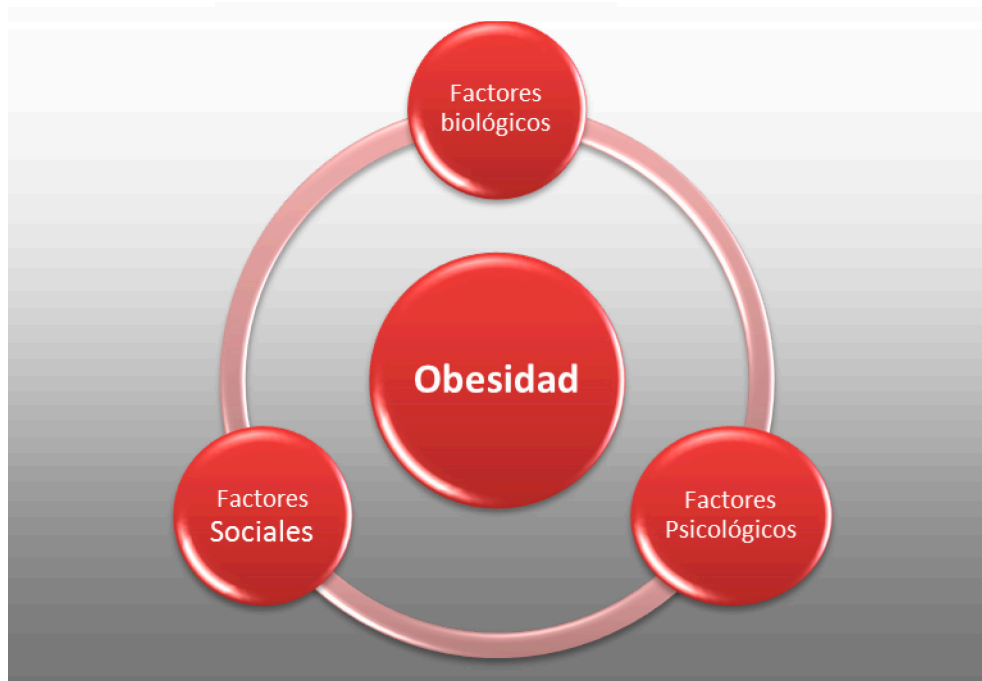 Factores
biológicos
Obesidad
Factores
Sociales
Factores
Psicológicos